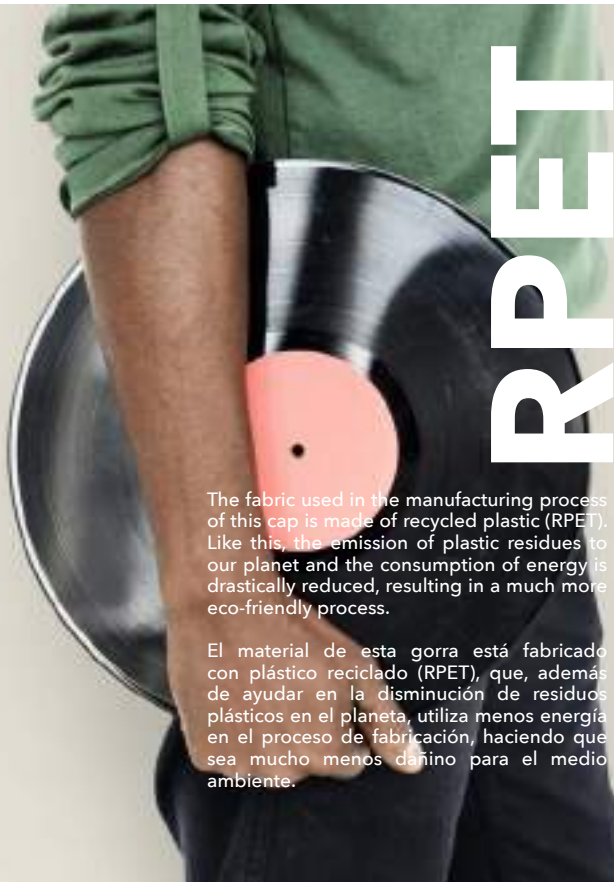 RPET
The fabric used in the manufacturing process
of this cap is made of recycled plastic (RPET).
Like this, the emission of plastic residues to
our planet and the consumption of energy is
drastically reduced, resulting in a much more
eco-friendly process.
El material de esta gorra está fabricado
con plástico reciclado (RPET), que, además
de ayudar en la disminución de residuos
plásticos en el planeta, utiliza menos energía
en el proceso de fabricación, haciendo que
sea mucho menos dañino para el medio
ambiente.